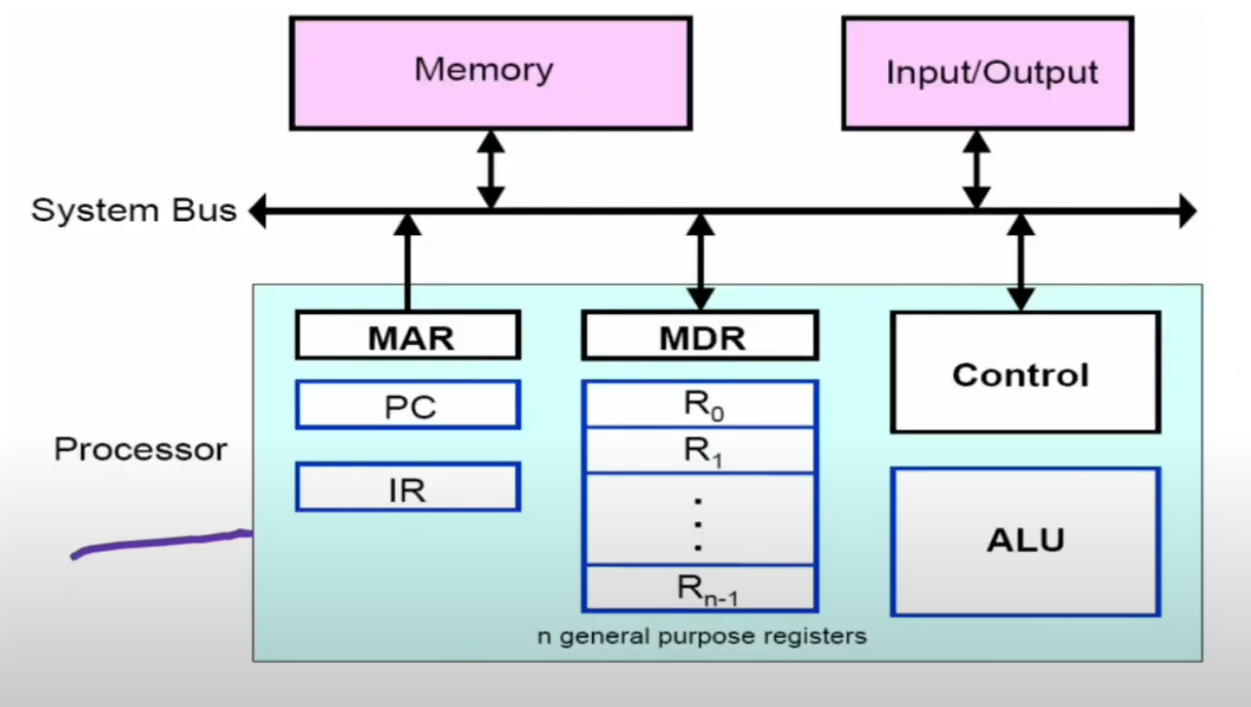 Memory
Input/Output
System Bus
MAR
MDR
Control
PC
R0
R1
Processor
IR
ALU
Rn-1
n general purpose registers